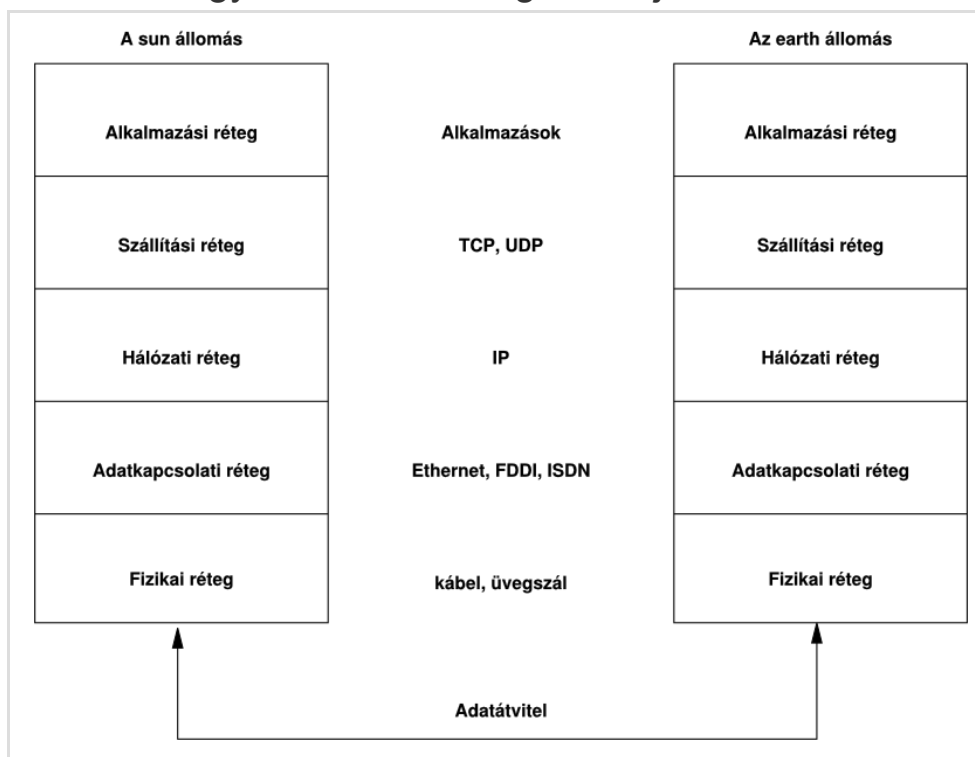 A sun állomás
Az earth állomás
Alkalmazási réteg
Alkalmazások
Alkalmazási réteg
Szállítási réteg
TCP, UDP
Szállítási réteg
Hálózati réteg
IP
Hálózati réteg
Adatkapcsolati réteg
Ethernet, FDDI, ISDN
Adatkapcsolati réteg
Fizikai réteg
kábel, üvegszál
Fizikai réteg
Adatátvitel